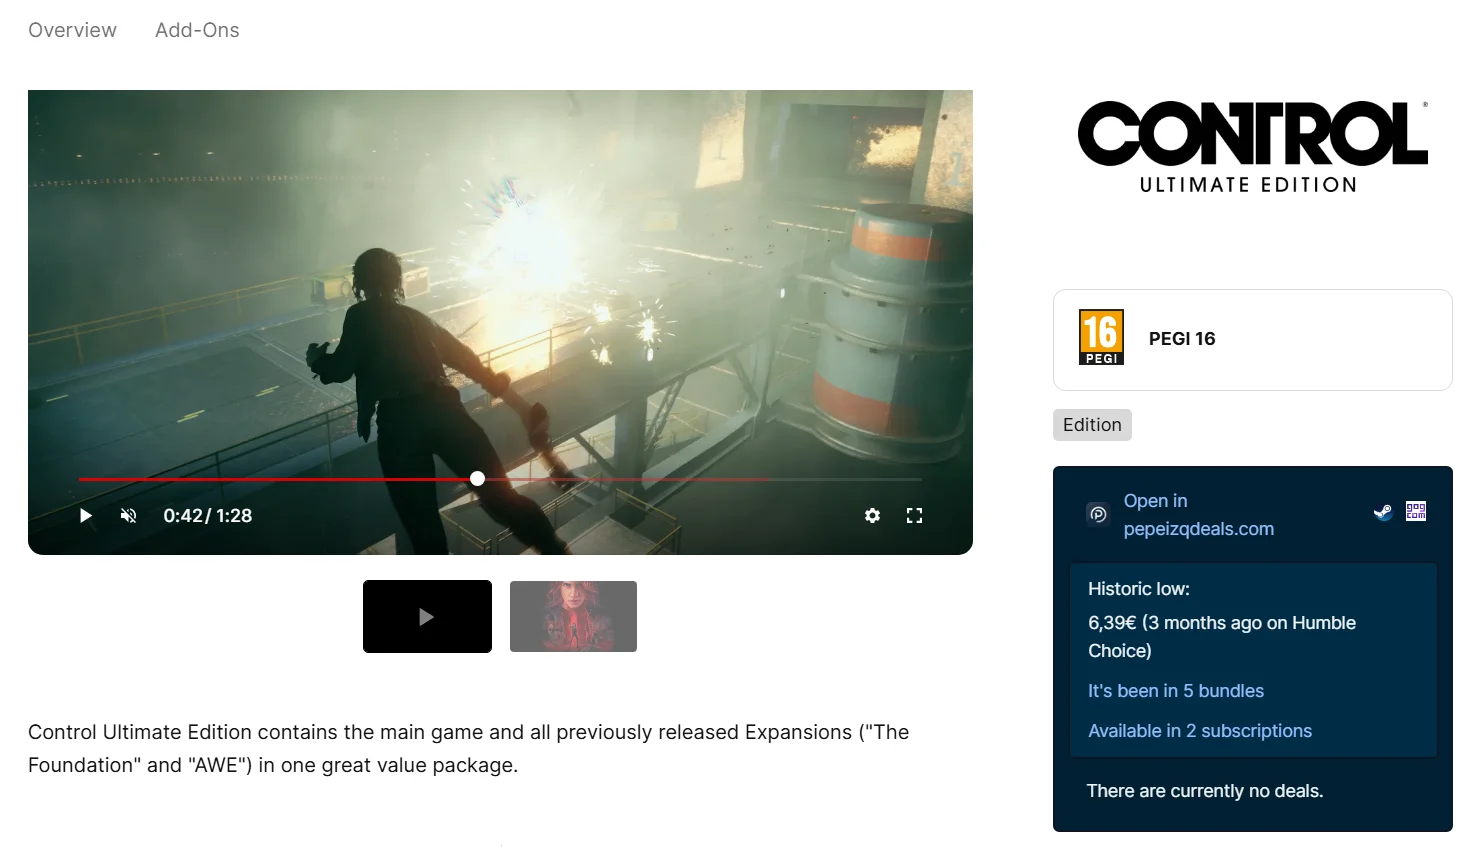 Overview Add-Ons
CONTROL®
ULTIMATE EDITION
16
PEGI
PEGI 16
Edition
0:42 / 1:28
Open in
pepeizqdeals.com
gog
com
Historic low:
6,39€ (3 months ago on Humble
Choice)
It's been in 5 bundles
Available in 2 subscriptions
There are currently no deals.
Control Ultimate Edition contains the main game and all previously released Expansions ("The
Foundation" and "AWE") in one great value package.